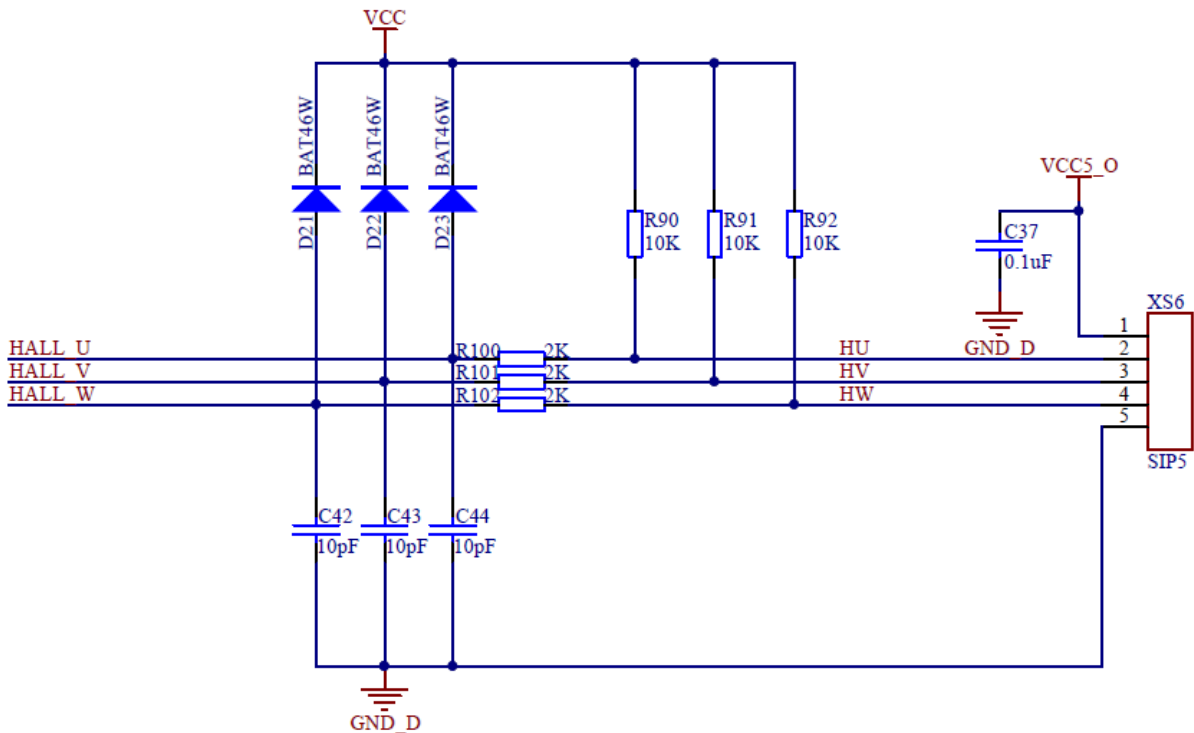 VCC
BAT46W
BAT46W
BAT46W
D21
D22
D23
R90
10K
R91
10K
R92
10K
VCC5_O
C37
0.1uF
GND_D
XS6
1
2
3
4
5
SIP5
HALL_U
R100
2K
HU
HALL_V
R101
2K
HV
HALL_W
R102
2K
HW
C42
10pF
C43
10pF
C44
10pF
GND_D